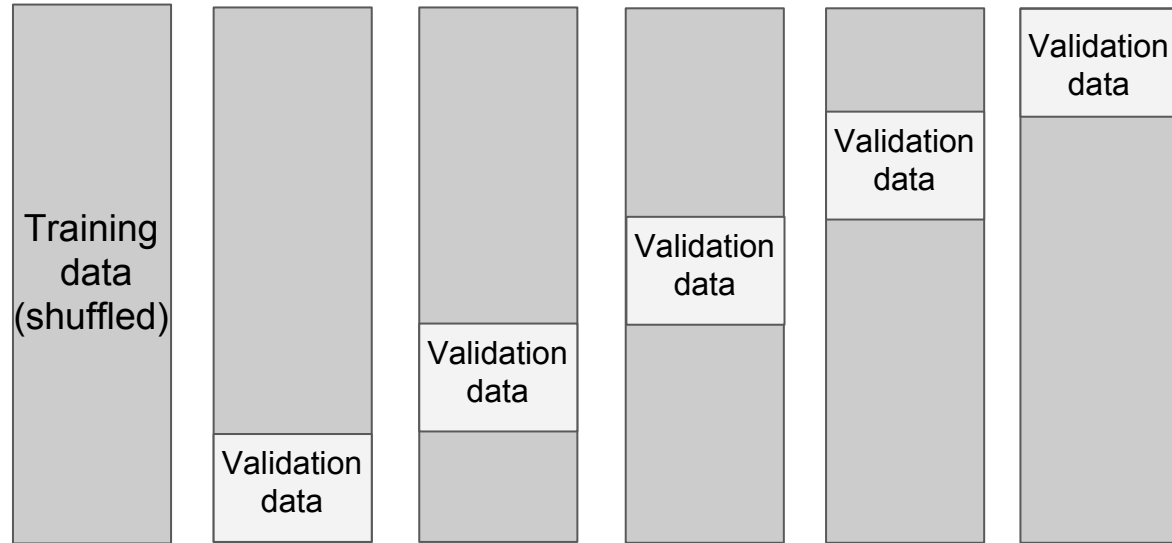 Training
data
(shuffled)
Validation
data
Validation
data
Validation
data
Validation
data
Validation
data